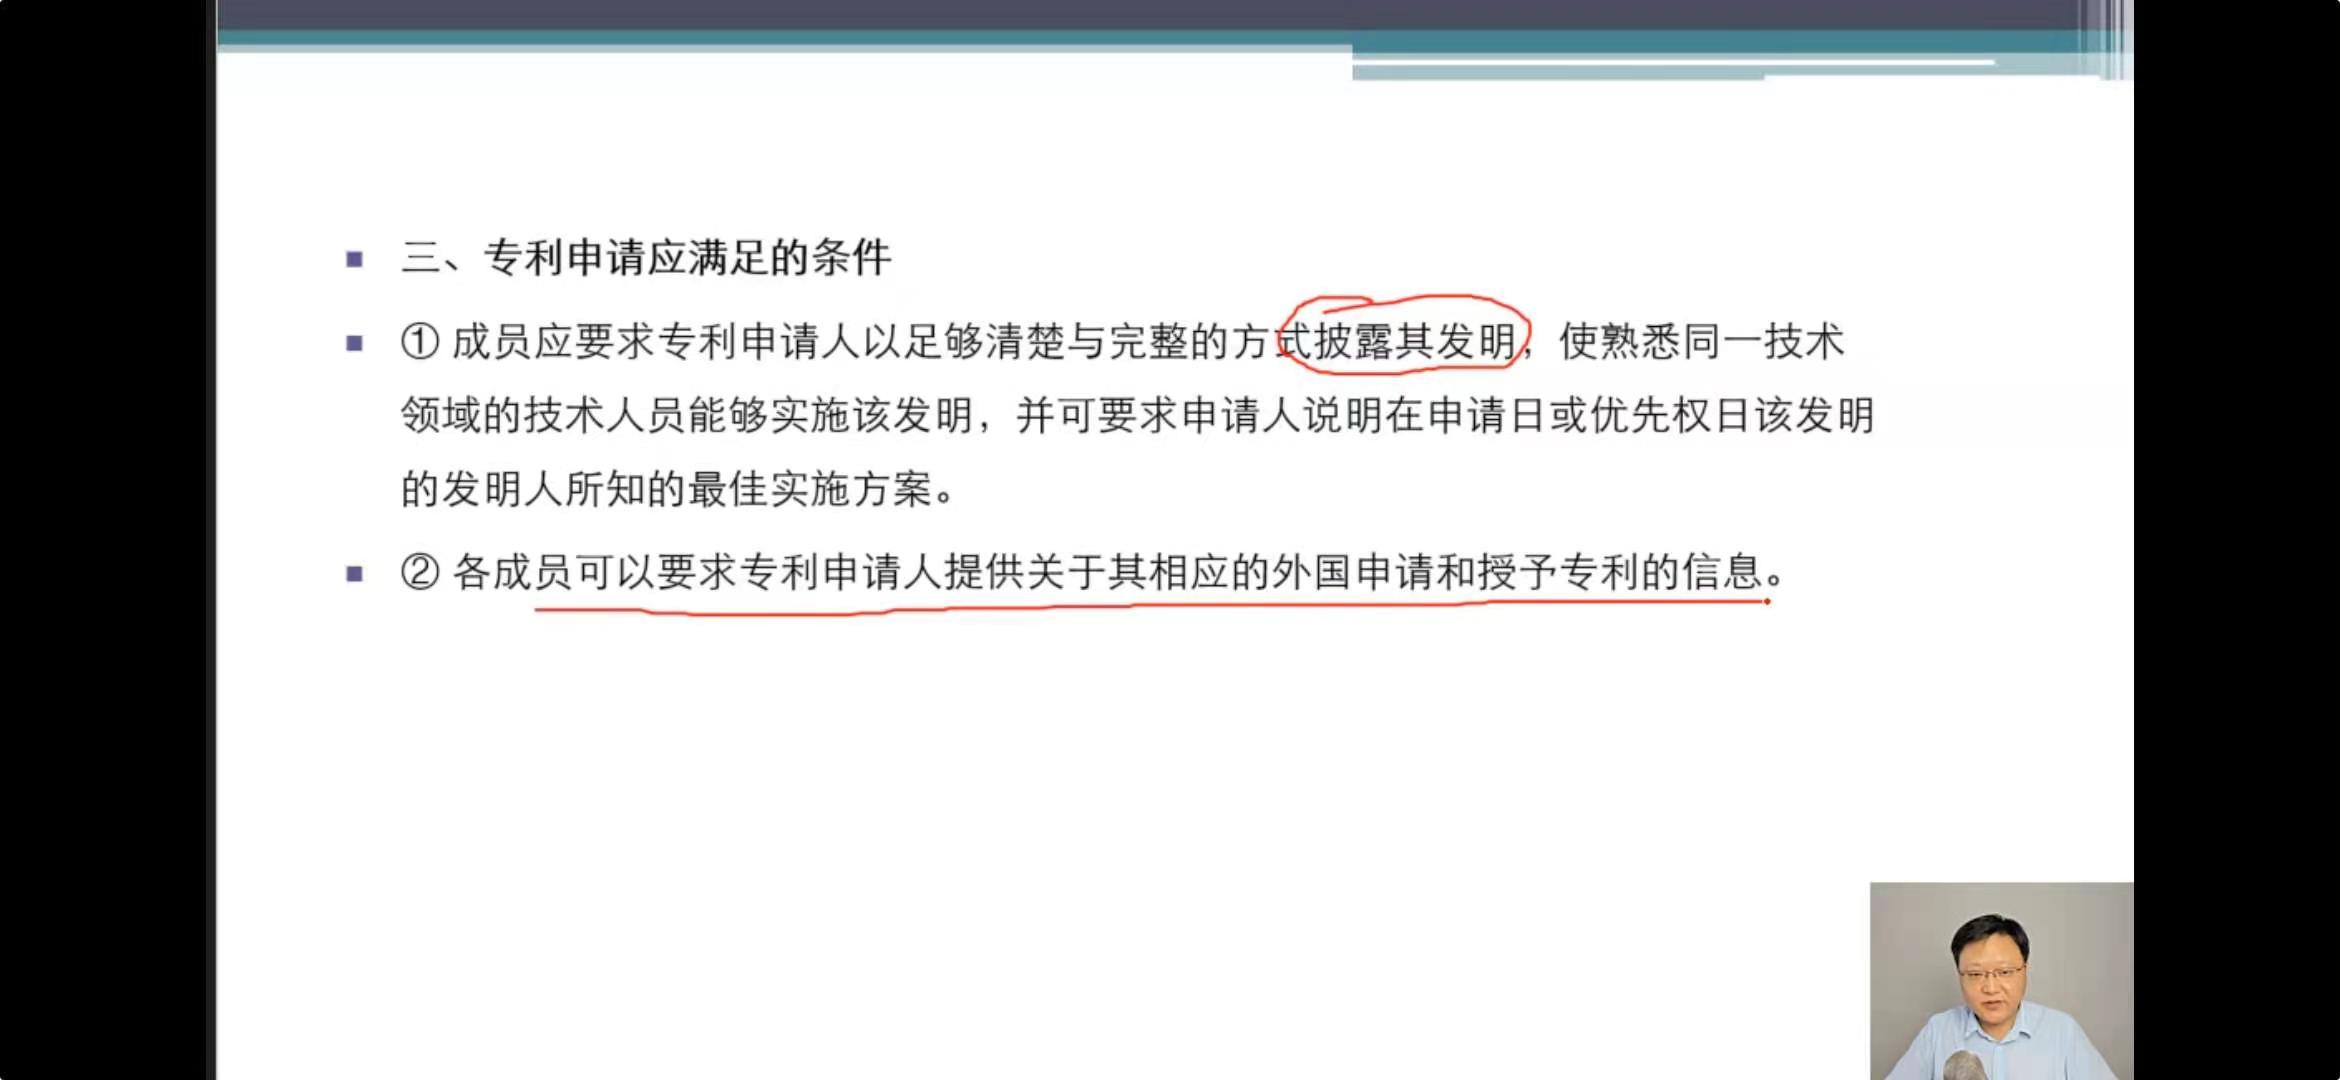 三、专利申请应满足的条件
① 成员应要求专利申请人以足够清楚与完整的方式披露其发明，使熟悉同一技术
领域的技术人员能够实施该发明，并可要求申请人说明在申请日或优先权日该发明
的发明人所知的最佳实施方案。
② 各成员可以要求专利申请人提供关于其相应的外国申请和授予专利的信息。